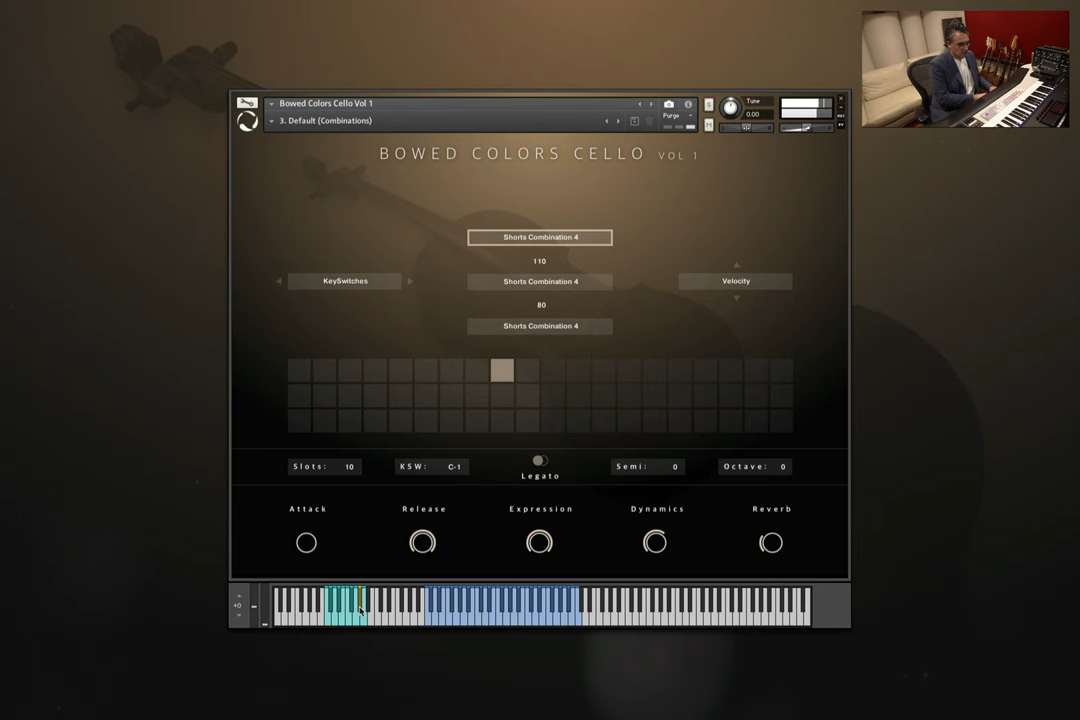 Bowed Colors Cello Vol 1
3. Default (Combinations)
Purge
S
M
Tune
0.00
BOWED COLORS CELLO VOL 1
Shorts Combination 4
110
KeySwitches
Shorts Combination 4
Velocity
80
Shorts Combination 4
Slots: 10
KSW: C-1
Legato
Semi: 0
Octave: 0
Attack
Release
Expression
Dynamics
Reverb
+0